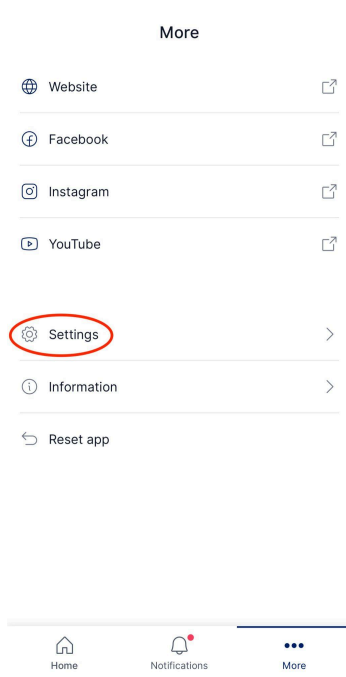 More
Website
Facebook
Instagram
YouTube
Settings
Information
Reset app
Home
Notifications
More